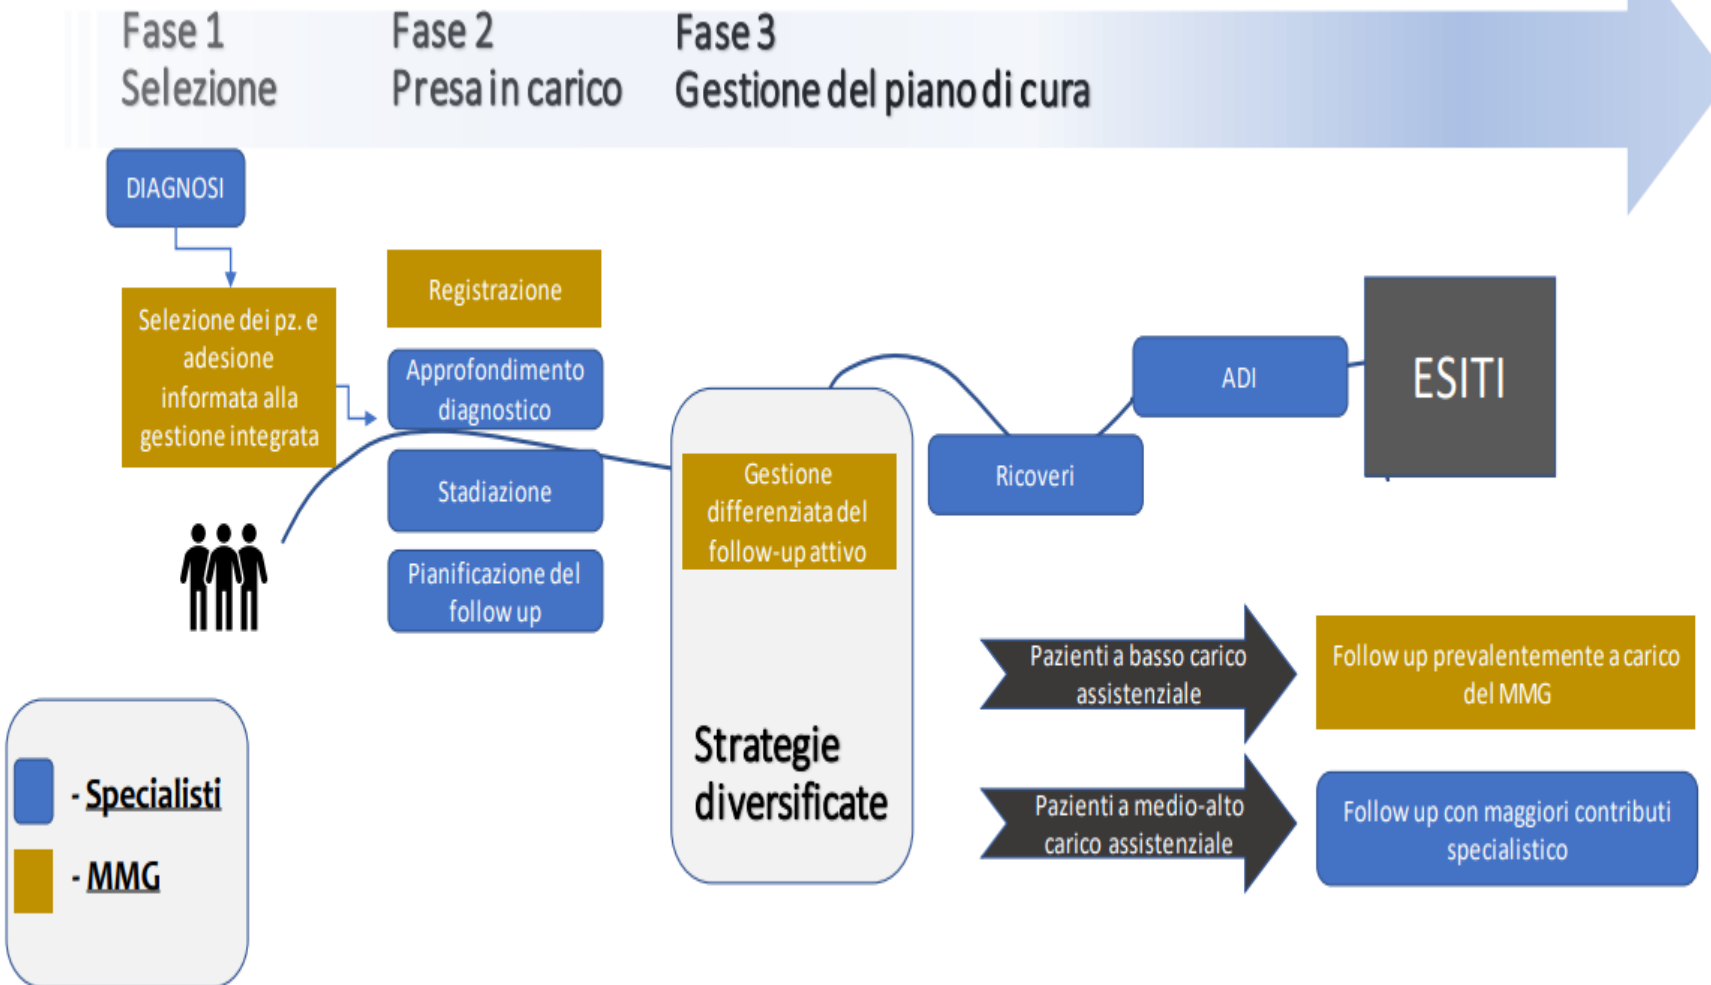 Fase 1
Selezione
Fase 2
Presa in carico
Fase 3
Gestione del piano di cura
DIAGNOSI
Selezione dei pz. e
adesione
informata alla
gestione integrata
Registrazione
Approfondimento
diagnostico
Stadiazione
Pianificazione del
follow up
Gestione
differenziata del
follow-up attivo
Strategie
diversificate
Ricoveri
ADI
ESITI
Pazienti a basso carico
assistenziale
Follow up prevalentemente a carico
del MMG
Pazienti a medio-alto
carico assistenziale
Follow up con maggiori contributi
specialistico
- Specialisti
- MMG